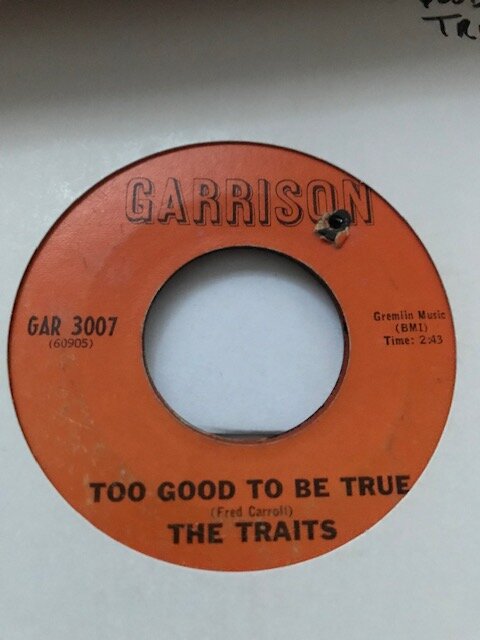 GARRISON
GAR 3007
(60905)
Gremlin Music
(BMI)
Time: 2:43
TOO GOOD TO BE TRUE
(Fred Carroll)
THE TRAITS